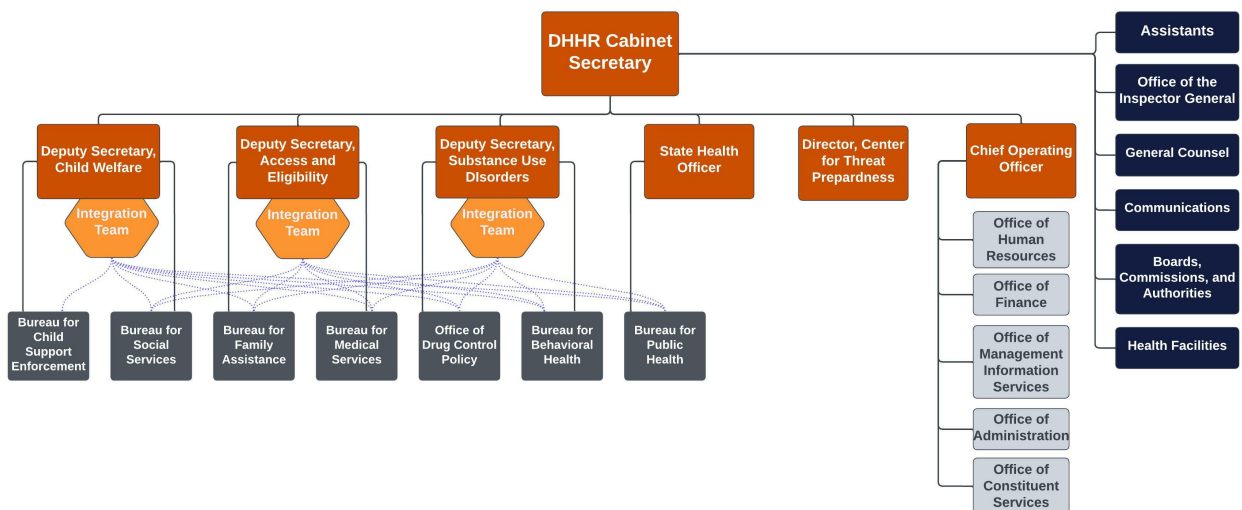 DHHR Cabinet
Secretary
Assistants
Office of the
Inspector General
General Counsel
Communications
Boards,
Commissions, and
Authorities
Health Facilities
Deputy Secretary,
Child Welfare
Deputy Secretary,
Access and
Eligibility
Deputy Secretary,
Substance Use
DIsorders
State Health
Officer
Director, Center
for Threat
Prepardness
Chief Operating
Officer
Integration
Team
Integration
Team
Integration
Team
Office of
Human
Resources
Office of
Finance
Office of
Management
Information
Services
Office of
Administration
Office of
Constituent
Services
Bureau for
Child
Support
Enforcement
Bureau for
Social
Services
Bureau for
Family
Assistance
Bureau for
Medical
Services
Office of
Drug Control
Policy
Bureau for
Behavioral
Health
Bureau for
Public
Health